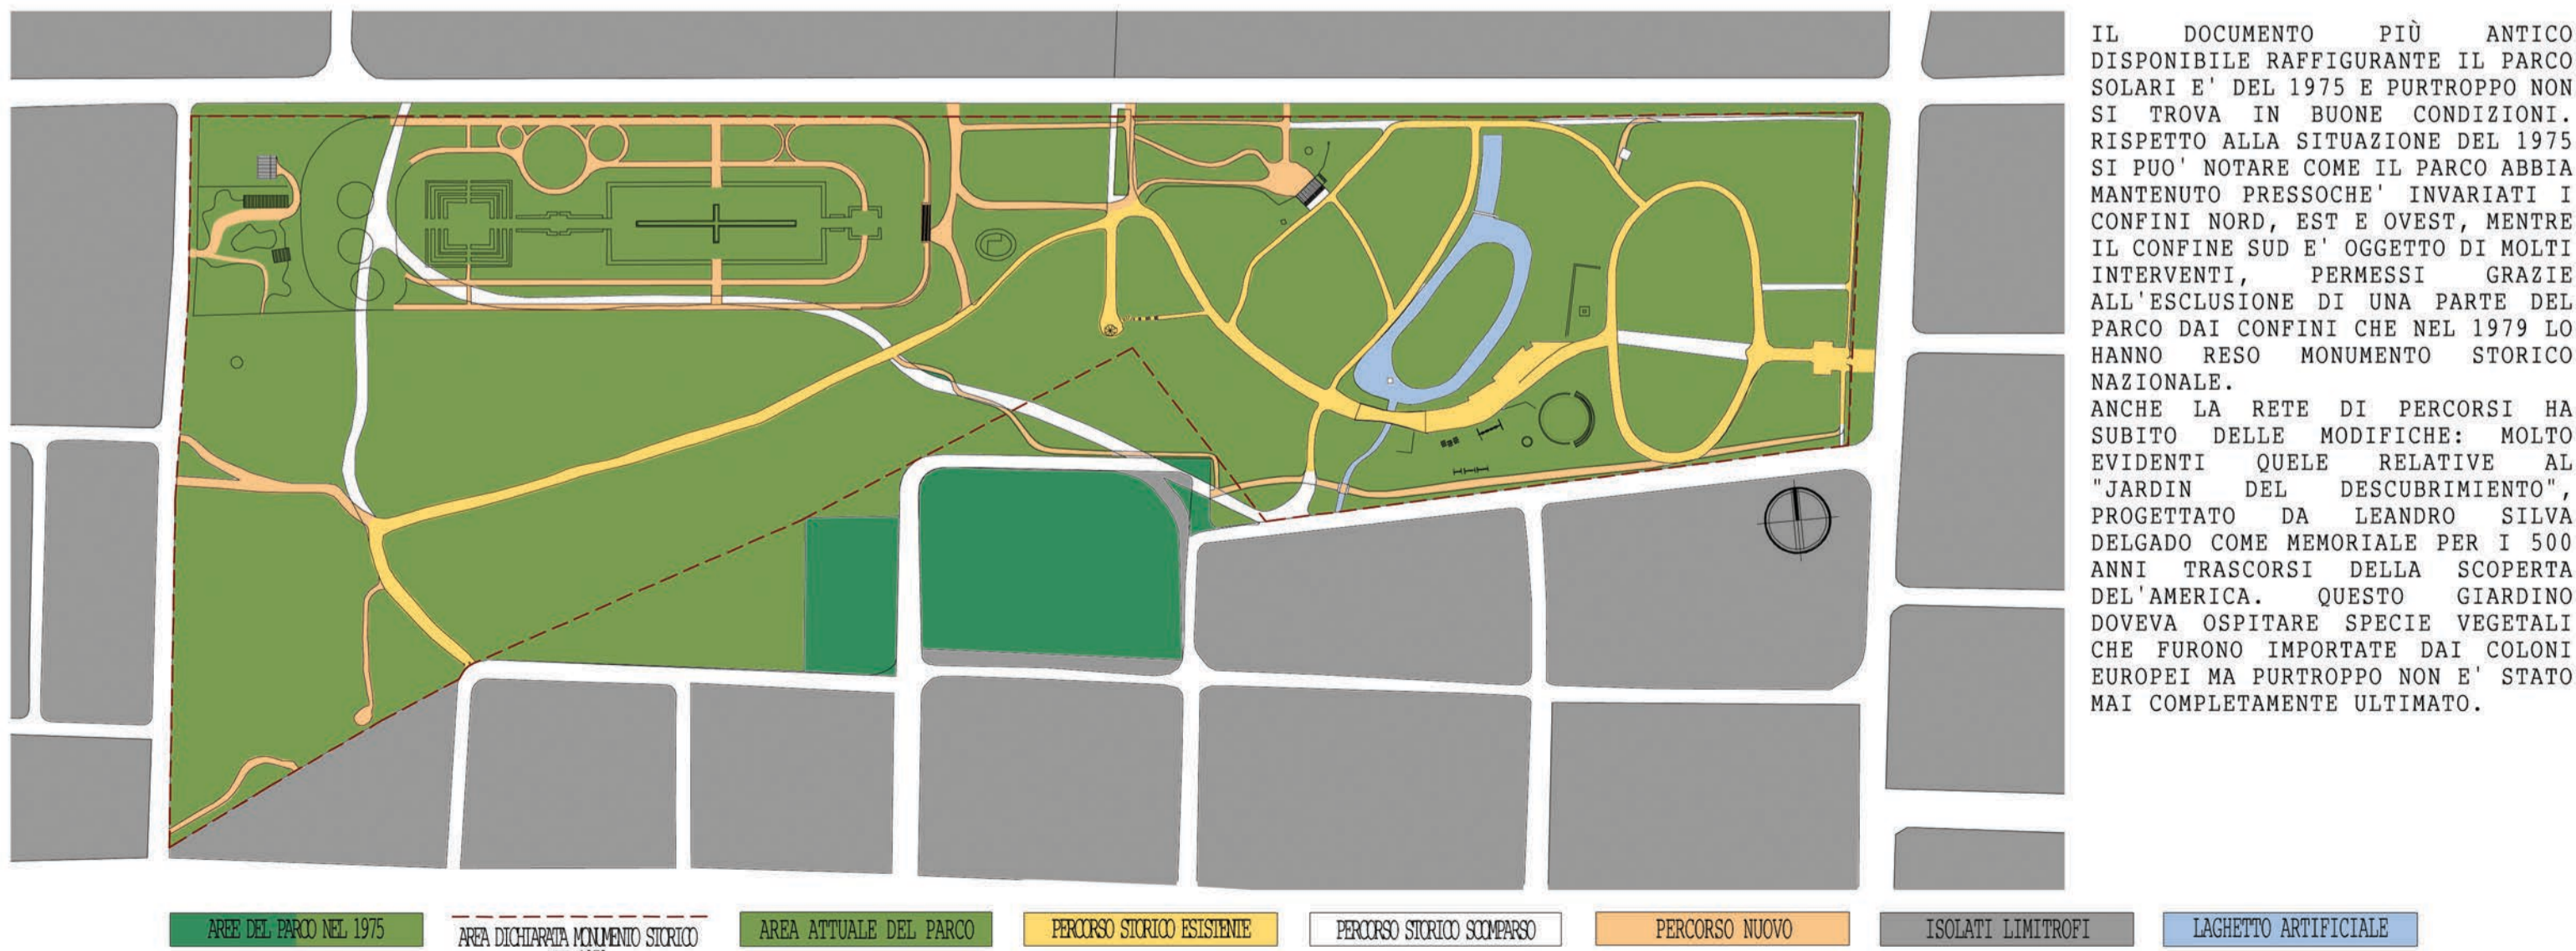 IL DOCUMENTO PIÙ ANTICO
DISPONIBILE RAFFIGURANTE IL PARCO
SOLARI E' DEL 1975 E PURTROPPO NON
SI TROVA IN BUONE CONDIZIONI.
RISPETTO ALLA SITUAZIONE DEL 1975
SI PUO' NOTARE COME IL PARCO ABBIA
MANTENUTO PRESSOCHE' INVARIATI I
CONFINI NORD, EST E OVEST, MENTRE
IL CONFINE SUD E' OGGETTO DI MOLTI
INTERVENTI, PERMESSI GRAZIE
ALL'ESCLUSIONE DI UNA PARTE DEL
PARCO DAI CONFINI CHE NEL 1979 LO
HANNO RESO MONUMENTO STORICO
NAZIONALE.
ANCHE LA RETE DI PERCORSI HA
SUBITO DELLE MODIFICHE: MOLTO
EVIDENTI QUELE RELATIVE AL
"JARDIN DEL DESCUBRIMIENTO",
PROGETTATO DA LEANDRO SILVA
DELGADO COME MEMORIALE PER I 500
ANNI TRASCORSI DELLA SCOPERTA
DEL'AMERICA. QUESTO GIARDINO
DOVEVA OSPITARE SPECIE VEGETALI
CHE FURONO IMPORTATE DAI COLONI
EUROPEI MA PURTROPPO NON E' STATO
MAI COMPLETAMENTE ULTIMATO.
AREE DEL PARCO NEL 1975
AREA DICHIARATA MONUMENTO STORICO
AREA ATTUALE DEL PARCO
PERCORSO STORICO ESISTENTE
PERCORSO STORICO SCOMPARSO
PERCORSO NUOVO
ISOLATI LIMITROFI
LAGHETTO ARTIFICIALE